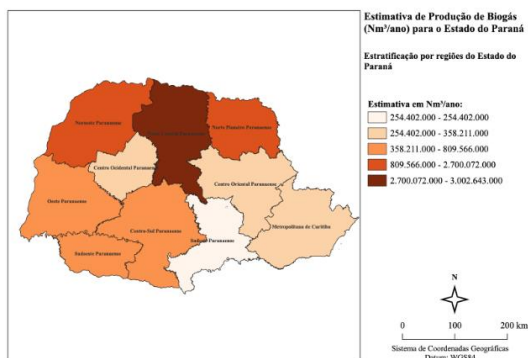 Estimativa de Produção de Biogás
(Nm³/ano) para o Estado do Paraná
Estratificação por regiões do Estado do
Paraná
Estimativa em Nm³/ano:
254.402.000 - 254.402.000
254.402.000 - 358.211.000
358.211.000 - 809.566.000
809.566.000 - 2.700.072.000
2.700.072.000 - 3.002.643.000
Noroeste Paranaense
Norte Pioneiro Paranaense
Centro Ocidental Paranaense
Centro Oriental Paranaense
Oeste Paranaense
Metropolitana de Curitiba
Centro-Sul Paranaense
Sudeste Paranaense
Sudoeste Paranaense
N
0 100 200 km
Sistema de Coordenadas Geográficas
Datum: WGS84